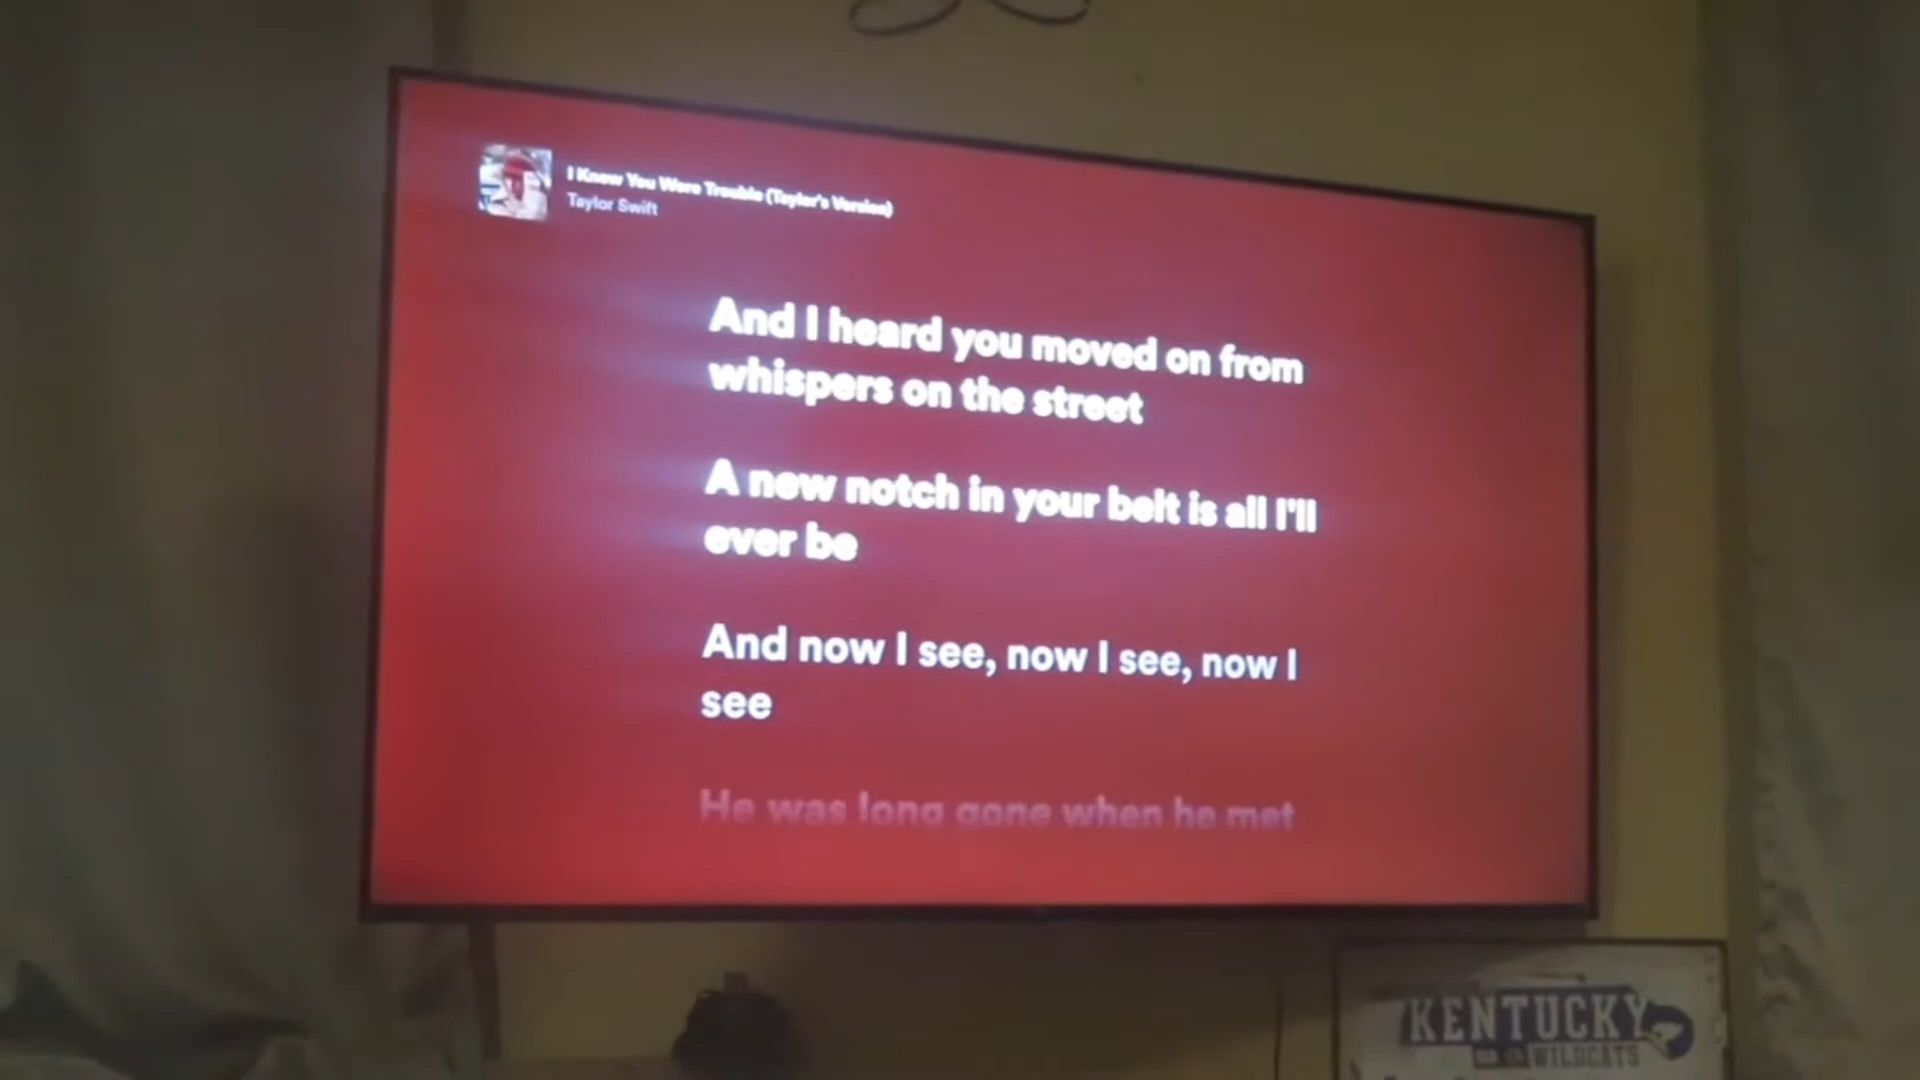 I Knew You Were Trouble (Taylor's Version)
Taylor Swift
And I heard you moved on from
whispers on the street
A new notch in your belt is all I'll
ever be
And now I see, now I see, now I
see
He was long gone when he met
KENTUCKY
WILDCATS